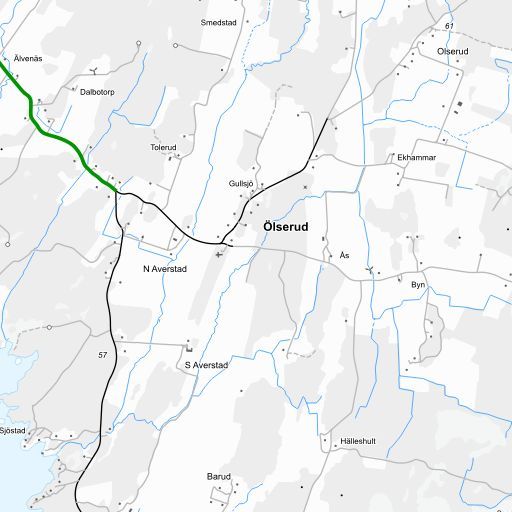 Smedstad
61
Olserud
Älvenäs
Dalbotorp
Tolerud
Ekhammar
Gullsjö
Ölserud
Ås
N Averstad
Byn
57
S Averstad
Sjöstad
Hälleshult
Barud